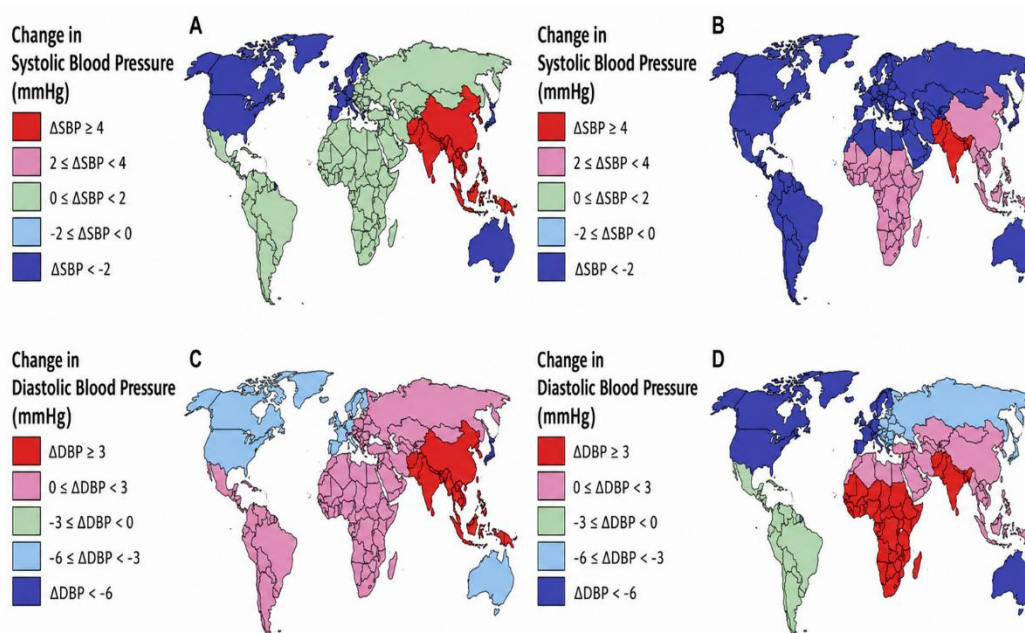 Change in
Systolic Blood Pressure
(mmHg)
ΔSBP ≥ 4
2 ≤ ΔSBP < 4
0 ≤ ΔSBP < 2
-2 ≤ ΔSBP < 0
ΔSBP < -2
A
Change in
Systolic Blood Pressure
(mmHg)
ΔSBP ≥ 4
2 ≤ ΔSBP < 4
0 ≤ ΔSBP < 2
-2 ≤ ΔSBP < 0
ΔSBP < -2
B
Change in
Diastolic Blood Pressure
(mmHg)
ΔDBP ≥ 3
0 ≤ ΔDBP < 3
-3 ≤ ΔDBP < 0
-6 ≤ ΔDBP < -3
ΔDBP < -6
C
Change in
Diastolic Blood Pressure
(mmHg)
ΔDBP ≥ 3
0 ≤ ΔDBP < 3
-3 ≤ ΔDBP < 0
-6 ≤ ΔDBP < -3
ΔDBP < -6
D